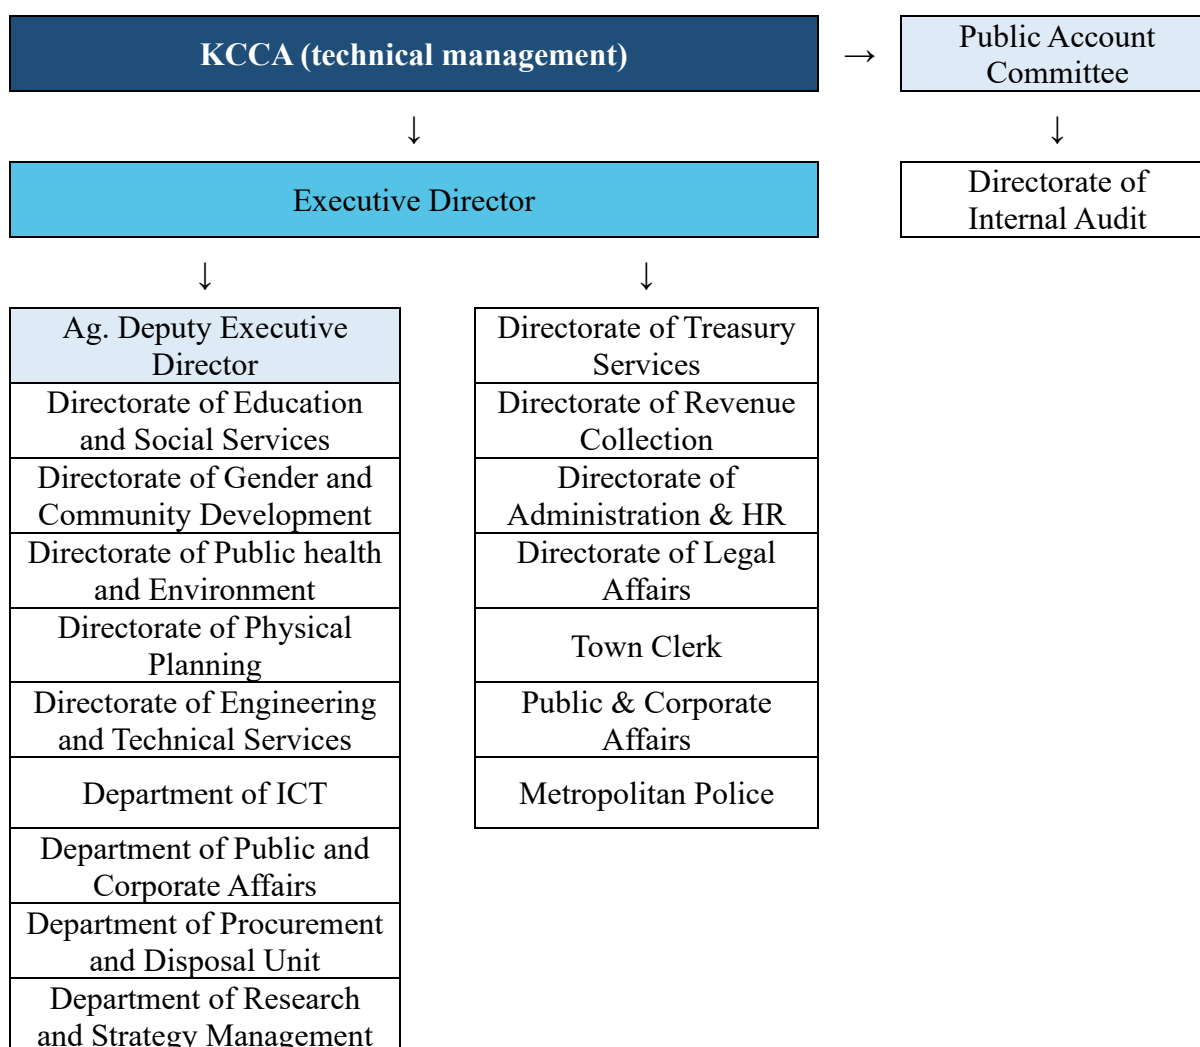 KCCA (technical management)
→
Public Account
Committee
↓
↓
Executive Director
Directorate of
Internal Audit
↓
↓
Ag. Deputy Executive
Director
Directorate of Education
and Social Services
Directorate of Gender and
Community Development
Directorate of Public health
and Environment
Directorate of Physical
Planning
Directorate of Engineering
and Technical Services
Department of ICT
Department of Public and
Corporate Affairs
Department of Procurement
and Disposal Unit
Department of Research
and Strategy Management
Directorate of Treasury
Services
Directorate of Revenue
Collection
Directorate of
Administration & HR
Directorate of Legal
Affairs
Town Clerk
Public & Corporate
Affairs
Metropolitan Police